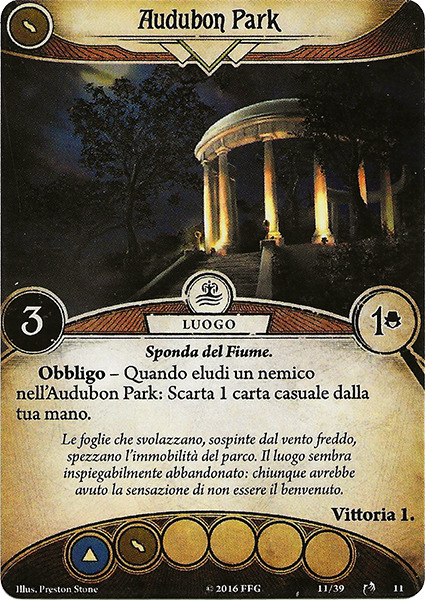 Audubon Park
3
LUOGO
1
Sponda del Fiume.
Obbligo – Quando eludi un nemico
nell'Audubon Park: Scarta 1 carta casuale dalla
tua mano.
Le foglie che svolazzano, sospinte dal vento freddo,
spezzano l'immobilità del parco. Il luogo sembra
inspiegabilmente abbandonato: chiunque avrebbe
avuto la sensazione di non essere il benvenuto.
Vittoria 1.
Illus. Preston Stone © 2016 FFG 11/39 11